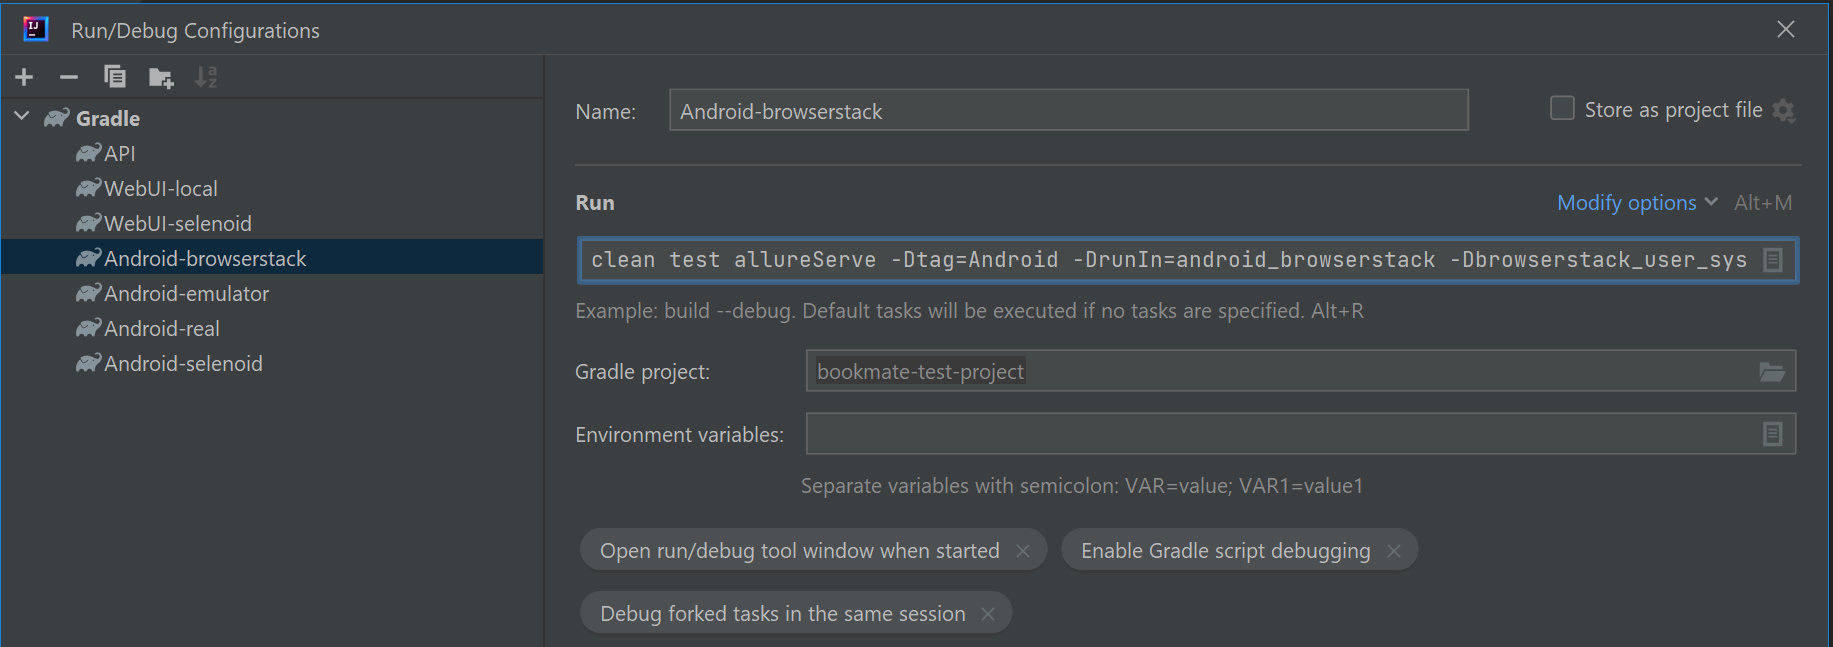 Run/Debug Configurations
Gradle
API
WebUI-local
WebUI-selenoid
Android-browserstack
Android-emulator
Android-real
Android-selenoid
Name: Android-browserstack Store as project file
Run Modify options Alt+M
clean test allureServe -Dtag=Android -DrunIn=android_browserstack -Dbrowserstack_user_sys
Example: build --debug. Default tasks will be executed if no tasks are specified. Alt+R
Gradle project: bookmate-test-project
Environment variables:
Separate variables with semicolon: VAR=value; VAR1=value1
Open run/debug tool window when started Enable Gradle script debugging
Debug forked tasks in the same session